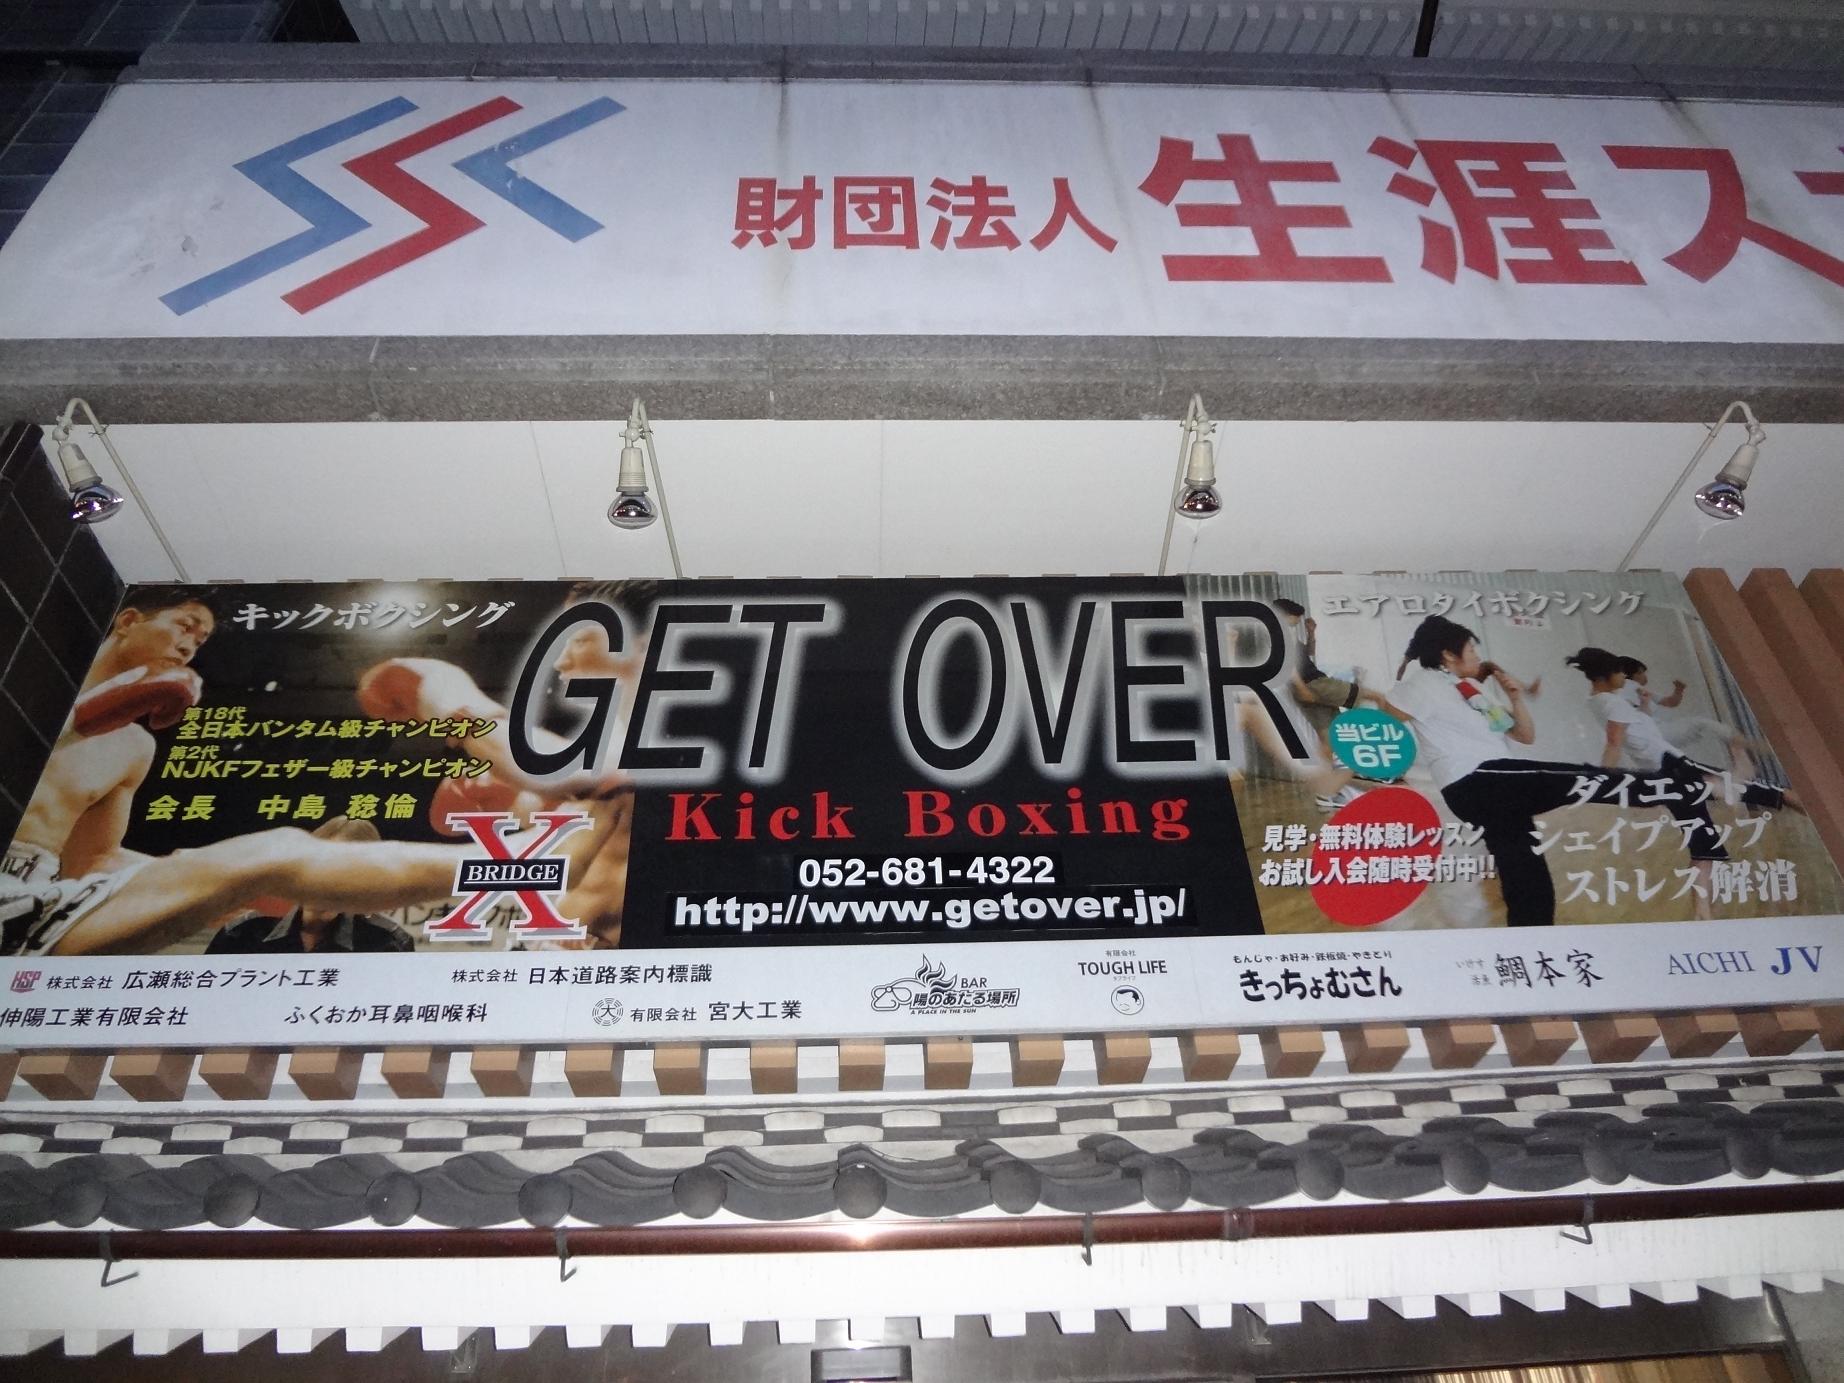 財団法人 生涯ス
キックボクシング
GET OVER
エアロタイボクシング
第18代
全日本バンタム級チャンピオン
第2代
NJKFフェザー級チャンピオン
会長 中島 稔倫
X
BRIDGE
Kick Boxing
052-681-4322
http://www.getover.jp/
当ビル
6F
見学・無料体験レッスン
お試し入会随時受付中!!
ダイエット
シェイプアップ
ストレス解消
HSP 株式会社 広瀬総合プラント工業
株式会社 日本道路案内標識
伸陽工業有限会社
ふくおか耳鼻咽喉科
大 有限会社 宮大工業
BAR
陽のあたる場所
A PLACE IN THE SUN
有限会社
TOUGH LIFE
タフライフ
もんじゃ・お好み・鉄板焼・やきとり
きっちょむさん
いけす
活魚 鯛本家
AICHI JV